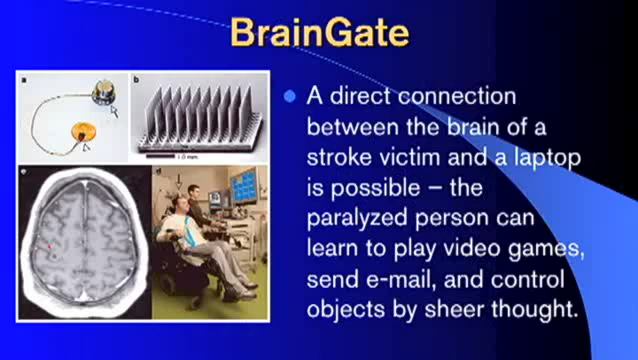 BrainGate
a
b
1.0 mm
c
d
A direct connection
between the brain of a
stroke victim and a laptop
is possible – the
paralyzed person can
learn to play video games,
send e-mail, and control
objects by sheer thought.